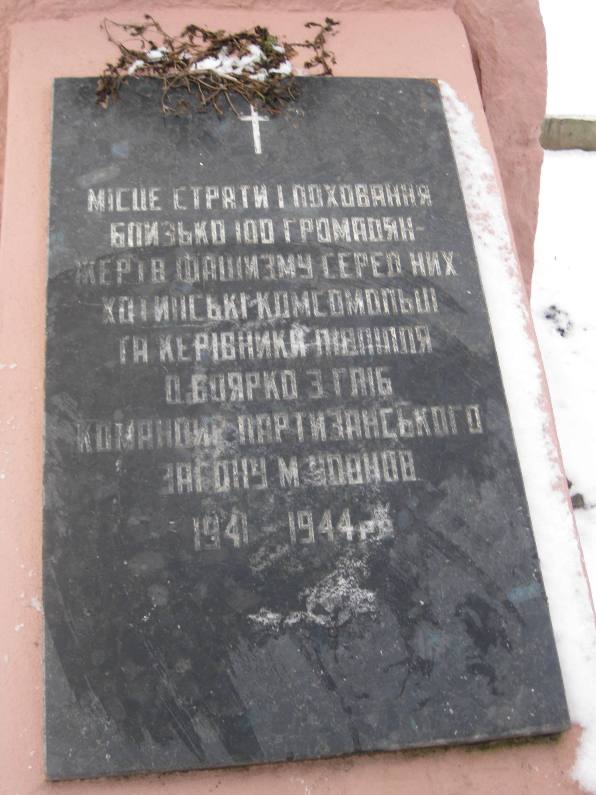 МІСЦЕ СТРАТИ І ПОХОВАННЯ
БЛИЗЬКО 100 ГРОМАДЯН-
ЖЕРТВ ФАШИЗМУ СЕРЕД НИХ
ХОТИНСЬКІ КОМСОМОЛЬЦІ
ТА КЕРІВНИКИ ПІДПІЛЛЯ
О.БОЯРКО З.ГЛІБ
КОМАНДИР ПАРТИЗАНСЬКОГО
ЗАГОНУ М.
1941 - 1944 рр